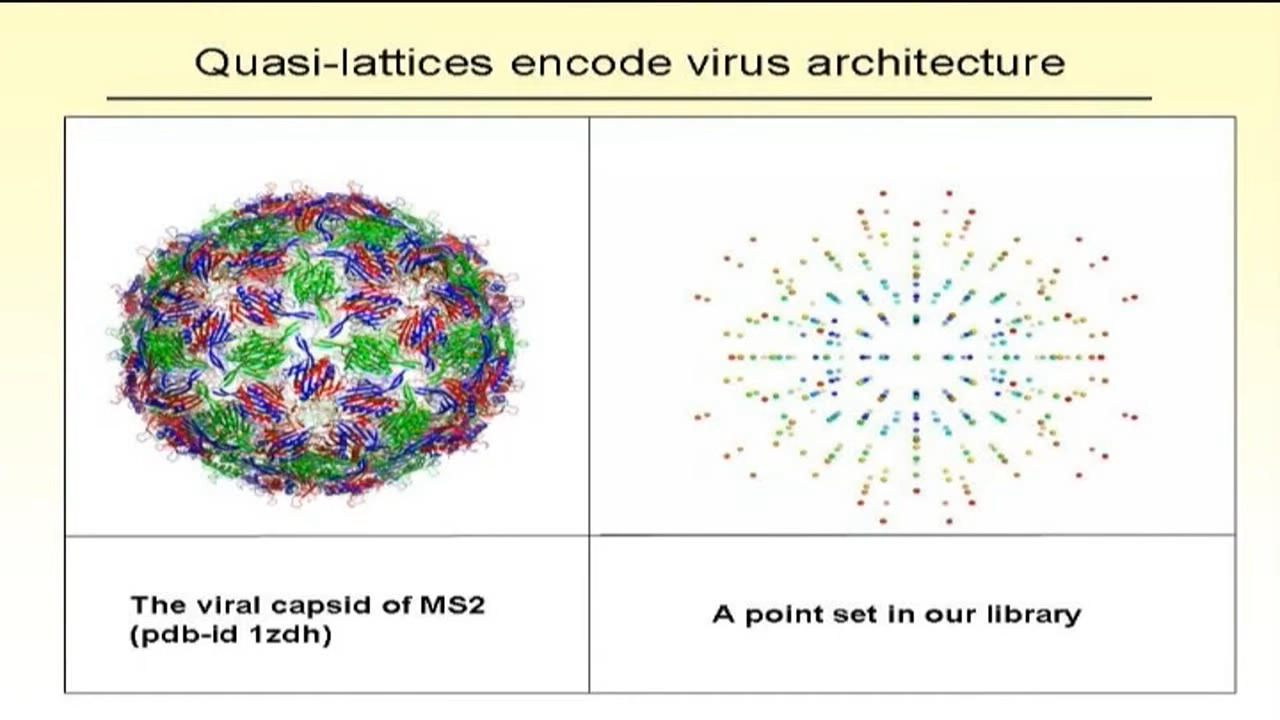 Quasi-lattices encode virus architecture
The viral capsid of MS2
(pdb-id 1zdh)
A point set in our library